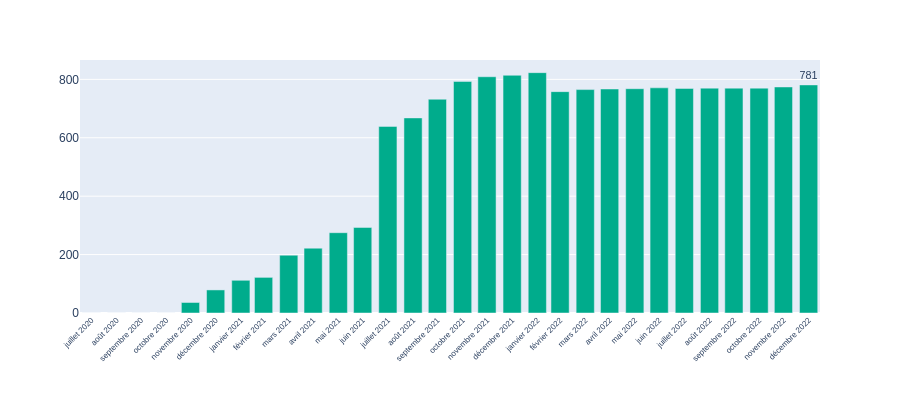 781
800
600
400
200
0
juillet 2020
août 2020
septembre 2020
octobre 2020
novembre 2020
décembre 2020
janvier 2021
février 2021
mars 2021
avril 2021
mai 2021
juin 2021
juillet 2021
août 2021
septembre 2021
octobre 2021
novembre 2021
décembre 2021
janvier 2022
février 2022
mars 2022
avril 2022
mai 2022
juin 2022
juillet 2022
août 2022
septembre 2022
octobre 2022
novembre 2022
décembre 2022